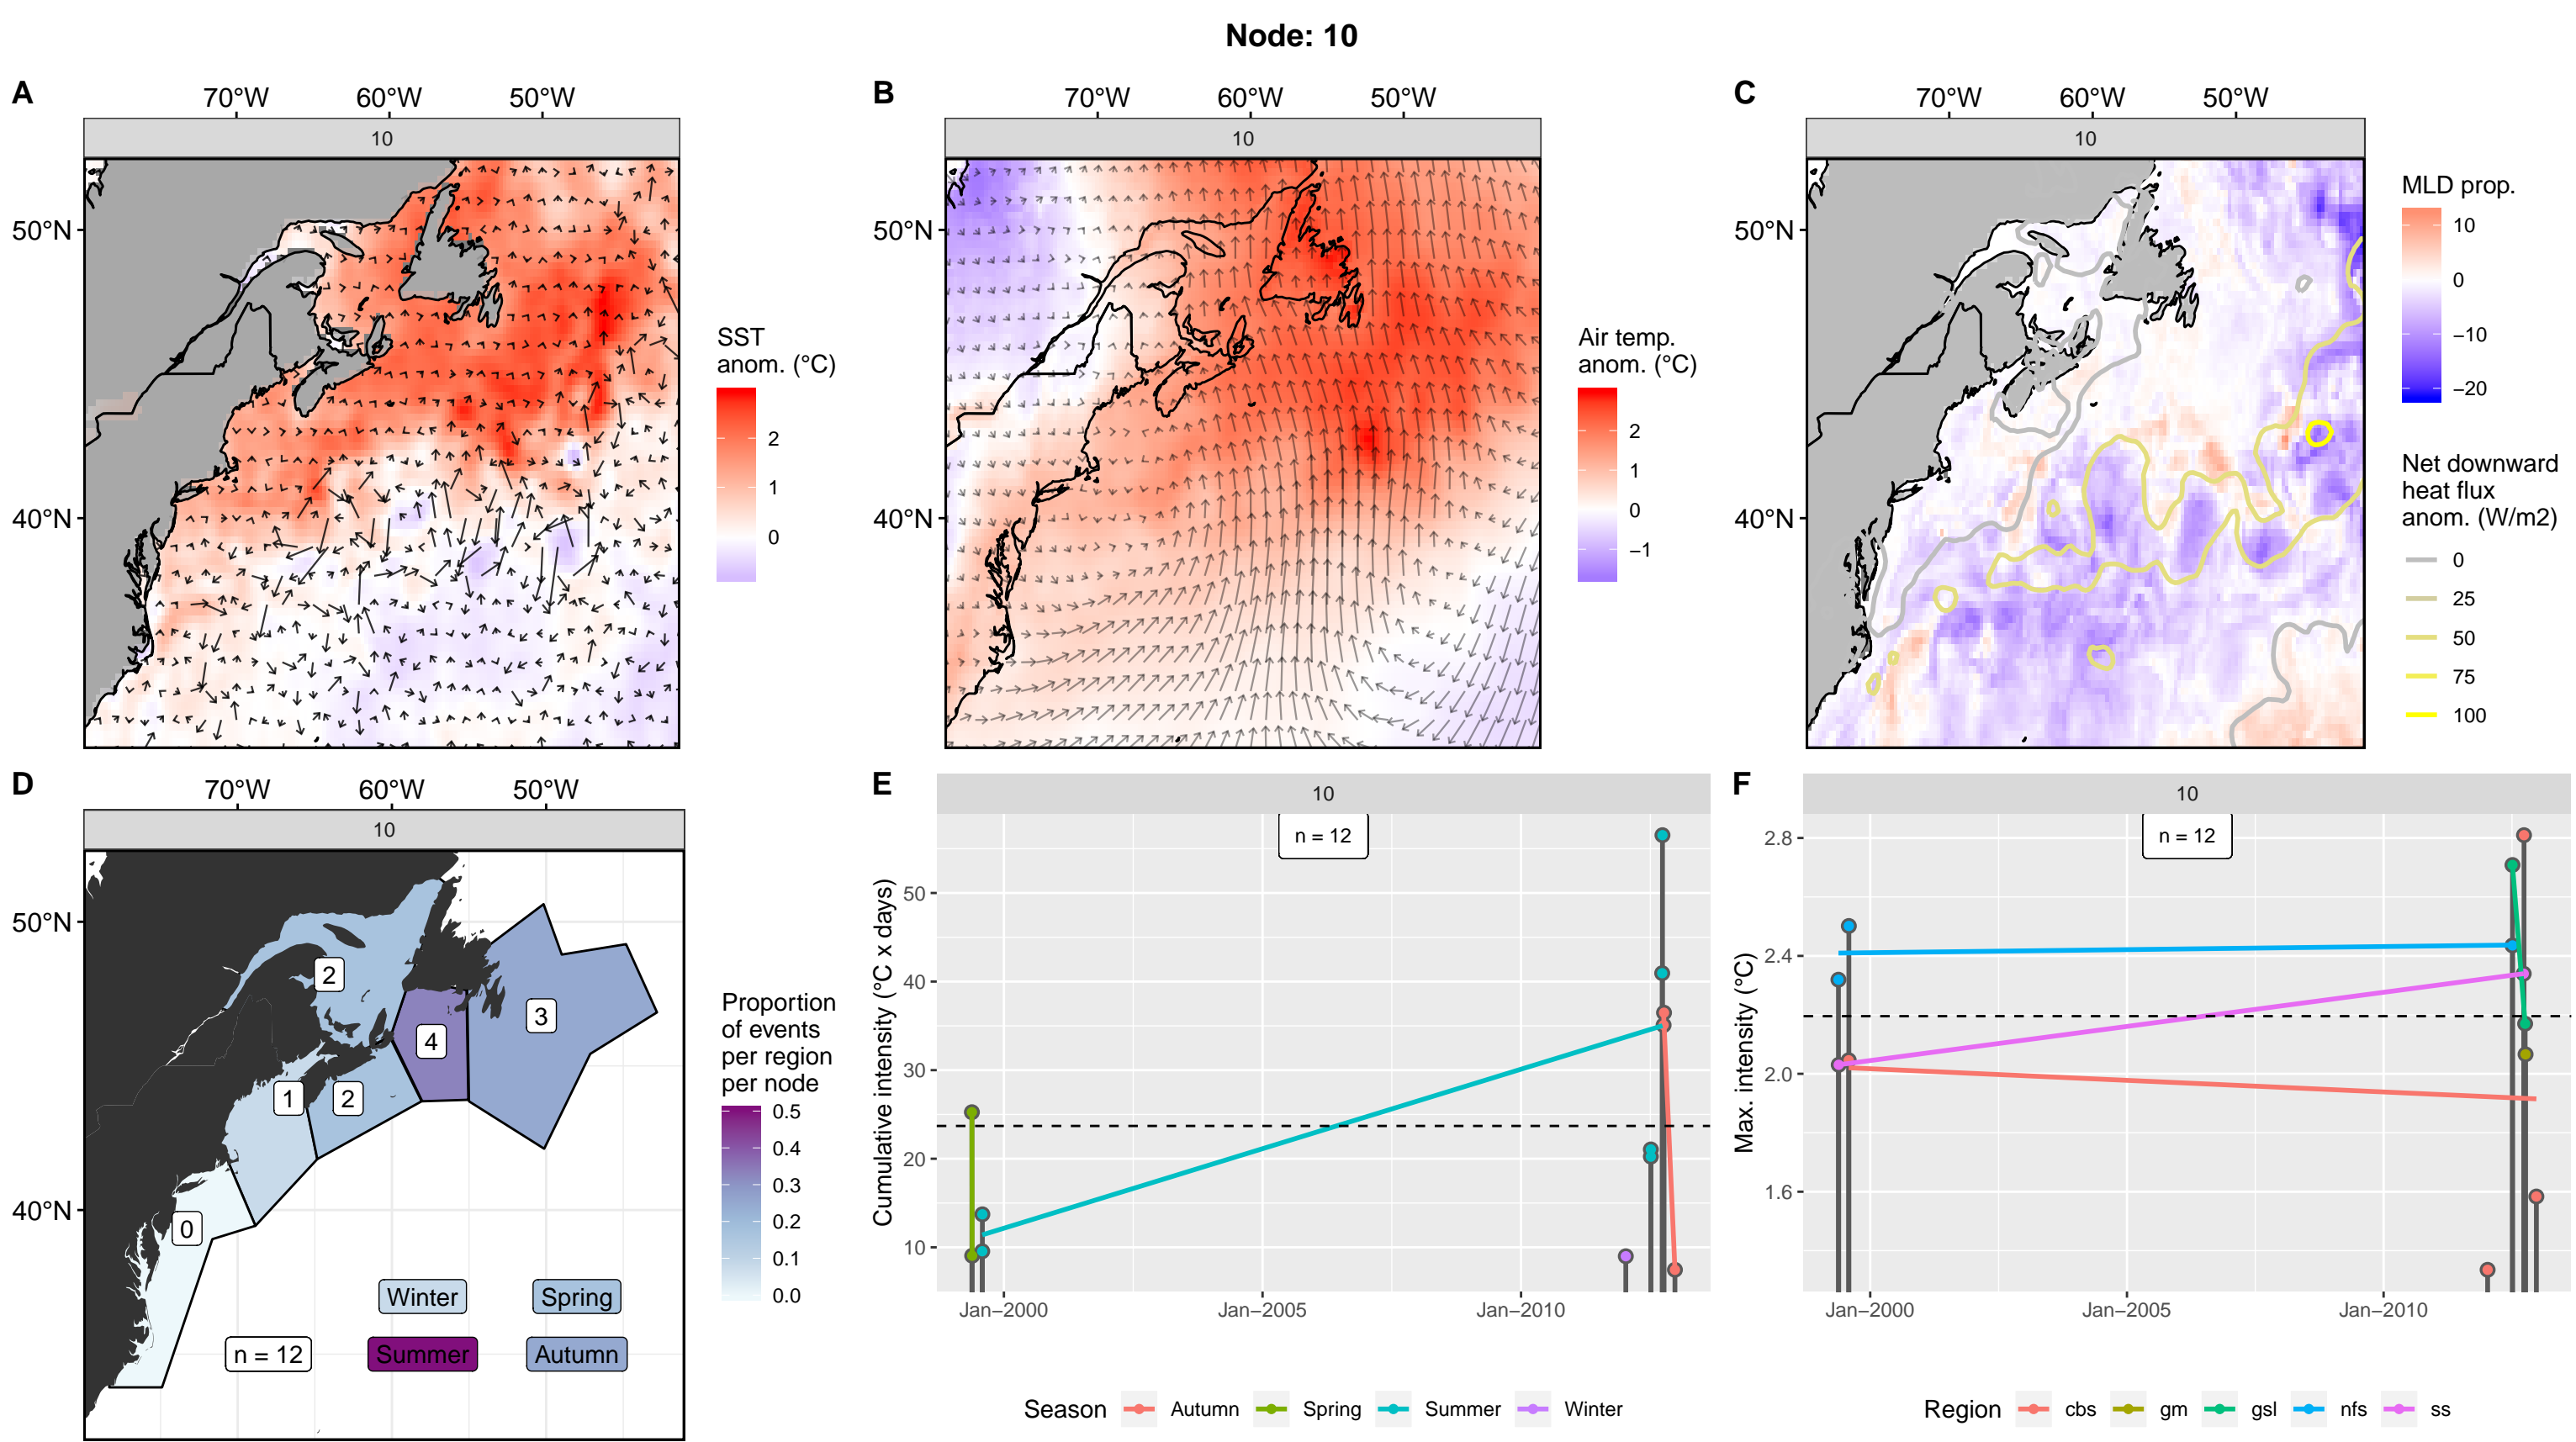 Node: 10
A
70°W 60°W 50°W
10
50°N
40°N
SST
anom. (°C)
2
1
0
B
70°W 60°W 50°W
10
50°N
40°N
Air temp.
anom. (°C)
2
1
0
−1
C
70°W 60°W 50°W
10
50°N
40°N
MLD prop.
10
0
−10
−20
Net downward
heat flux
anom. (W/m2)
0
25
50
75
100
D
70°W 60°W 50°W
10
50°N
40°N
2
3
4
1
2
0
Winter Spring
n = 12 Summer Autumn
Proportion
of events
per region
per node
0.5
0.4
0.3
0.2
0.1
0.0
E
10
n = 12
Cumulative intensity (°C x days)
50
40
30
20
10
Jan−2000 Jan−2005 Jan−2010
Season Autumn Spring Summer Winter
F
10
n = 12
Max. intensity (°C)
2.8
2.4
2.0
1.6
Jan−2000 Jan−2005 Jan−2010
Region cbs gm gsl nfs ss